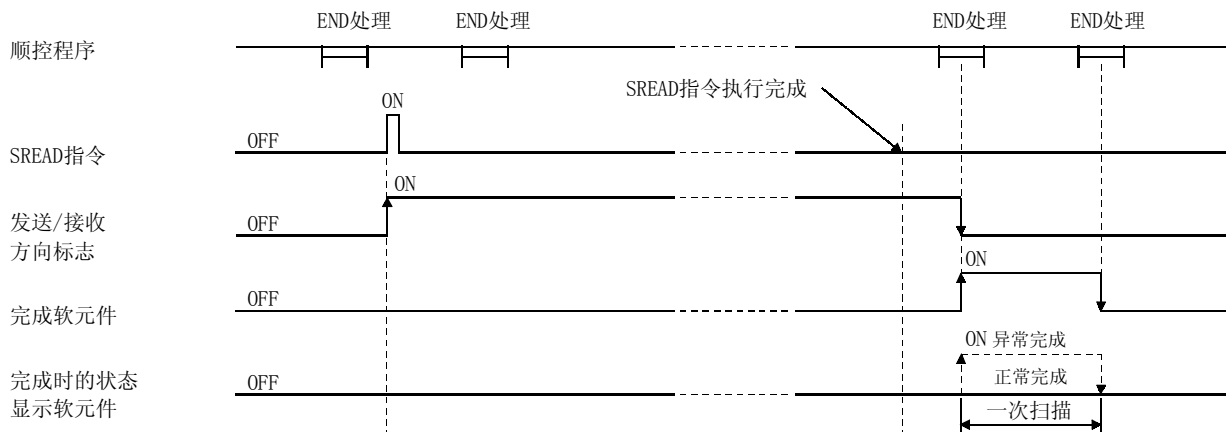 END处理 END处理 END处理 END处理
顺控程序
SREAD指令执行完成
ON
OFF
SREAD指令
ON
OFF
发送/接收
方向标志
ON
OFF
完成软元件
ON 异常完成
OFF
正常完成
完成时的状态
显示软元件
一次扫描